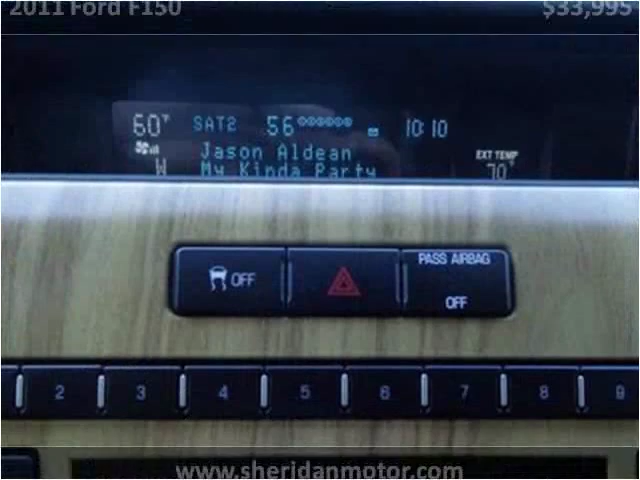 2011 Ford F150 $33,995
60°F SAT2 56 10:10
Jason Aldean EXT TEMP
W My Kinda Party 70°
OFF PASS AIRBAG
OFF
2 3 4 5 6 7 8 9
www.sheridanmotor.com